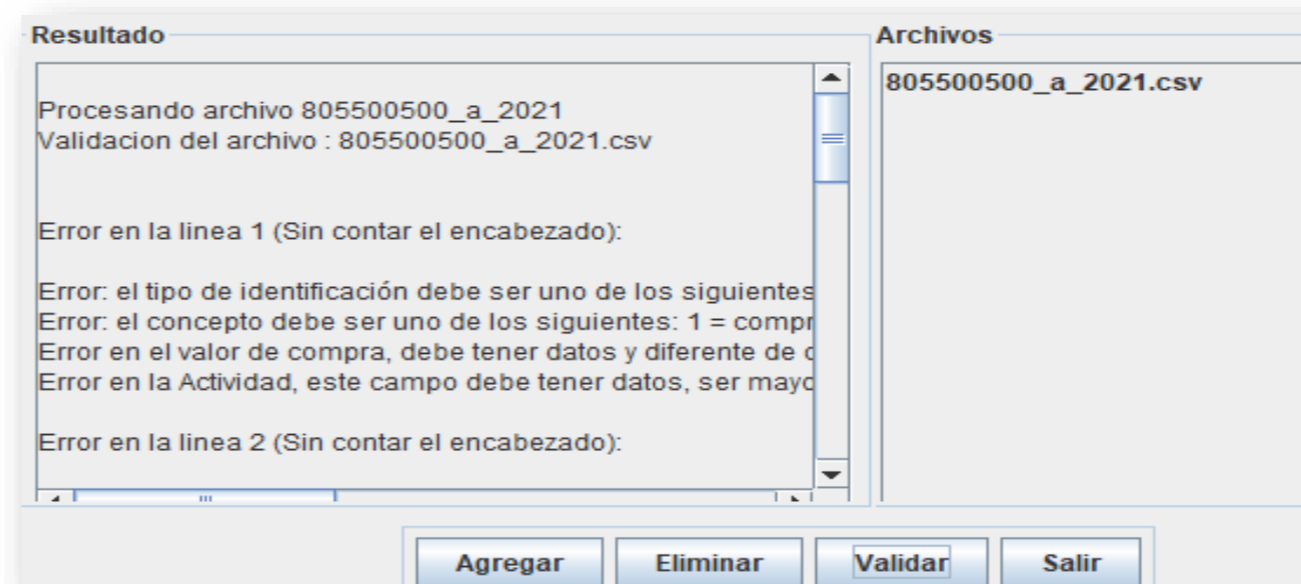 Resultado
Procesando archivo 805500500_a_2021
Validacion del archivo : 805500500_a_2021.csv
Error en la linea 1 (Sin contar el encabezado):
Error: el tipo de identificación debe ser uno de los siguientes
Error: el concepto debe ser uno de los siguientes: 1 = compr
Error en el valor de compra, debe tener datos y diferente de c
Error en la Actividad, este campo debe tener datos, ser mayo
Error en la linea 2 (Sin contar el encabezado):
Archivos
805500500_a_2021.csv
Agregar Eliminar Validar Salir